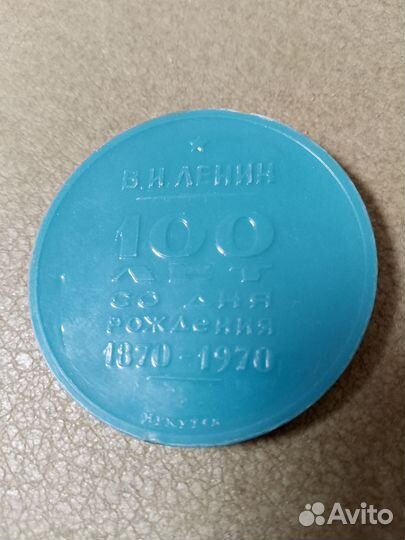 В.И.ЛЕНИН
100
ЛЕТ
СО ДНЯ
РОЖДЕНИЯ
1870-1970
ИРКУТСК
Avito